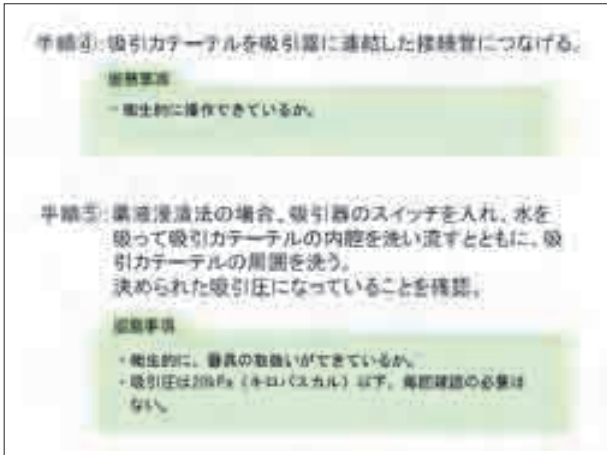 手順④:吸引カテーテルを吸引器に連結した接続管につなげる。
留意事項
・衛生的に操作できているか。
手順⑤:薬液浸漬法の場合、吸引器のスイッチを入れ、水を
吸って吸引カテーテルの内腔を洗い流すとともに、吸
引カテーテルの周囲を洗う。
決められた吸引圧になっていることを確認。
留意事項
・衛生的に、器具の取扱いができているか。
・吸引圧は20kPa(キロパスカル)以下、毎回確認の必要は
ない。